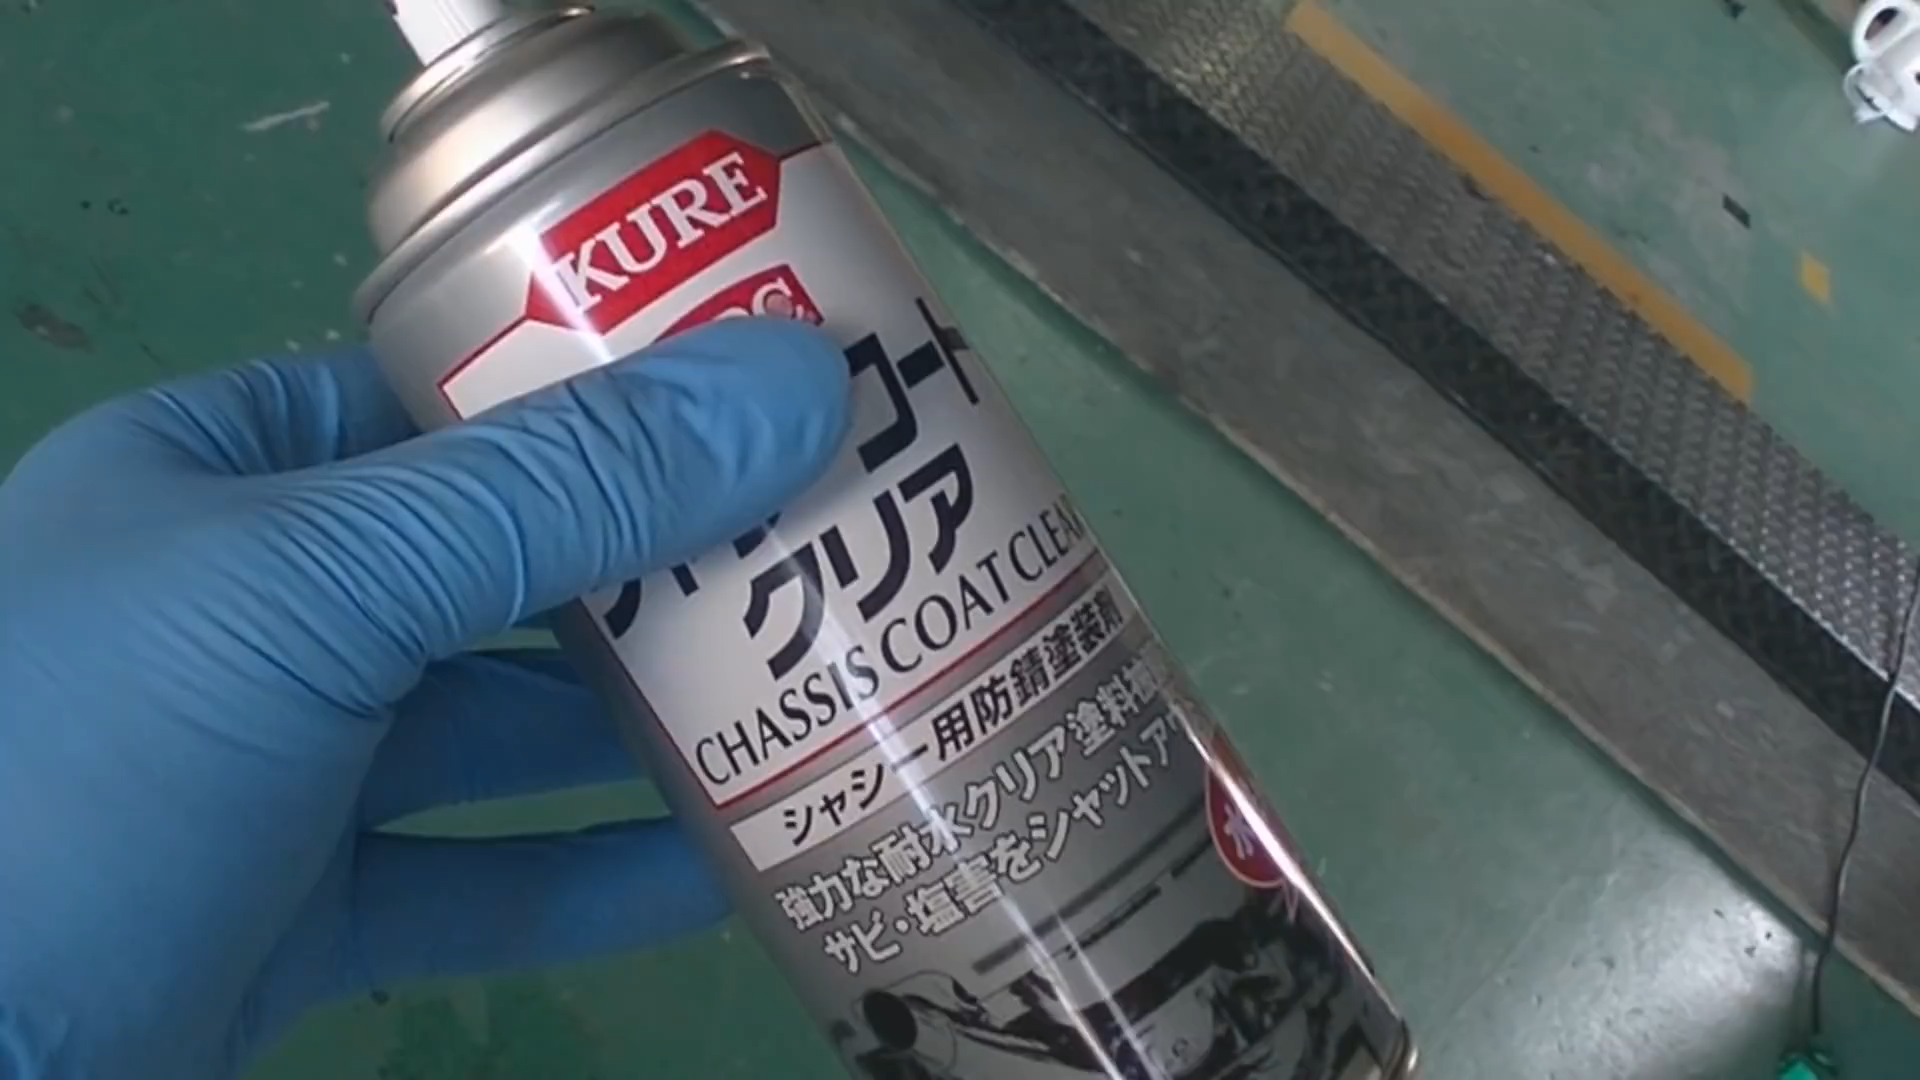 KURE
コート
クリア
CHASSIS COAT CLEAR
シャシー用防錆塗装剤
強力な耐水クリア塗料
サビ・塩害をシャットア
水